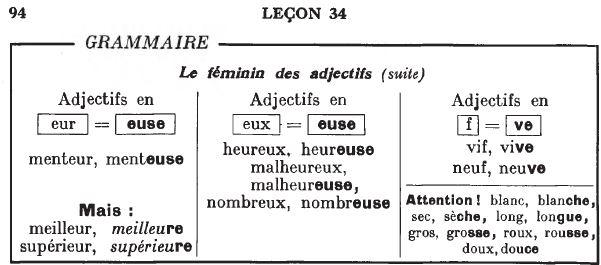 94 LEÇON 34
GRAMMAIRE
Le féminin des adjectifs (suite)
Adjectifs en
eur = euse
menteur, menteuse
Mais :
meilleur, meilleure
supérieur, supérieure
Adjectifs en
eux = euse
heureux, heureuse
malheureux,
malheureuse,
nombreux, nombreuse
Adjectifs en
f = ve
vif, vive
neuf, neuve
Attention ! blanc, blanche,
sec, sèche, long, longue,
gros, grosse, roux, rousse,
doux, douce